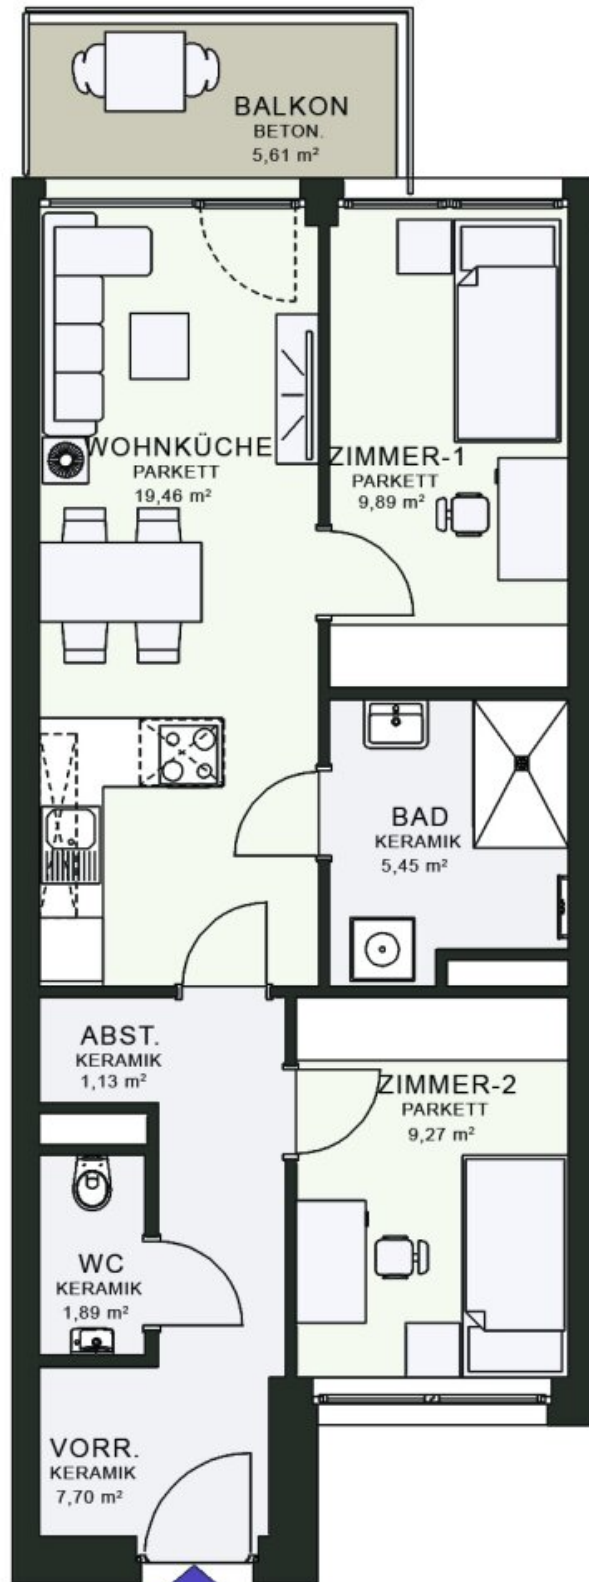 BALKON
BETON.
5,61 m²
WOHNKÜCHE
PARKETT
19,46 m²
ZIMMER-1
PARKETT
9,89 m²
BAD
KERAMIK
5,45 m²
ABST.
KERAMIK
1,13 m²
ZIMMER-2
PARKETT
9,27 m²
WC
KERAMIK
1,89 m²
VORR.
KERAMIK
7,70 m²